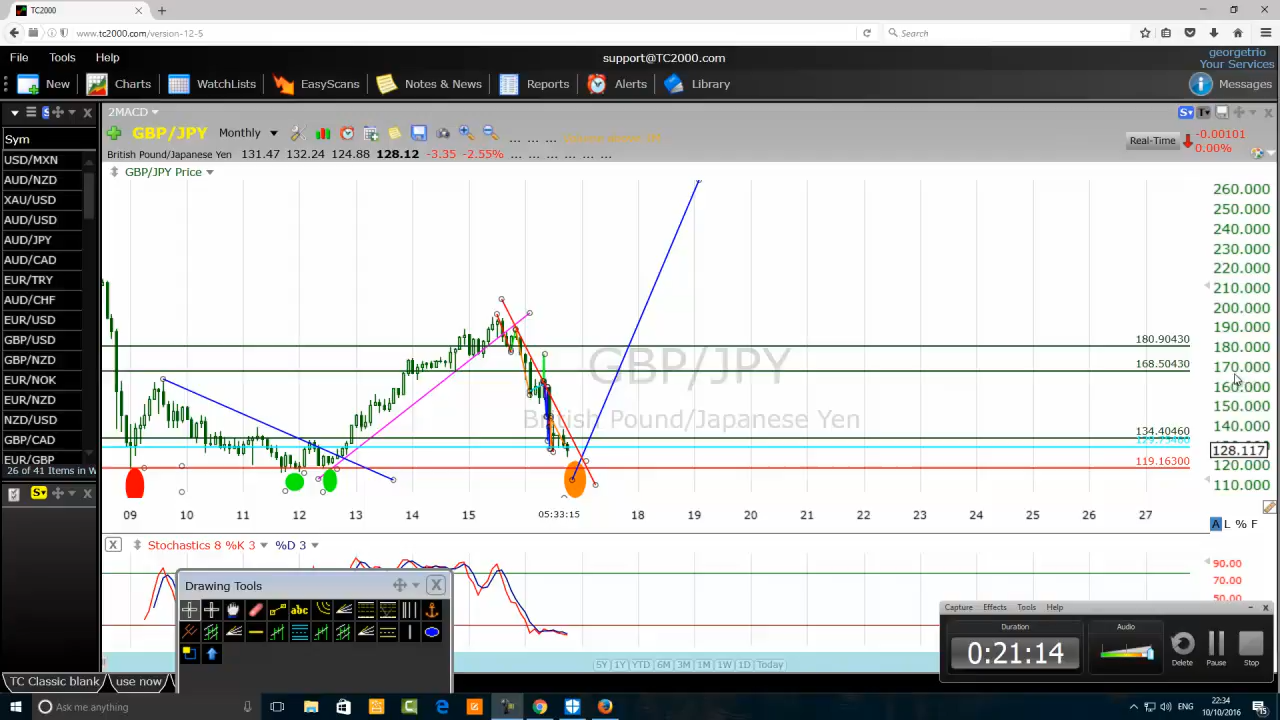 TC2000
www.tc2000.com/version-12-5
Search
File Tools Help
support@TC2000.com
georgetrio
Your Services
New Charts WatchLists EasyScans Notes & News Reports Alerts Library
Messages
2MACD
Sym
GBP/JPY Monthly
Real-Time
-0.00101
0.00%
British Pound/Japanese Yen 131.47 132.24 124.88 128.12 -3.35 -2.55%
GBP/JPY Price
USD/MXN
AUD/NZD
XAU/USD
AUD/USD
AUD/JPY
AUD/CAD
EUR/TRY
AUD/CHF
EUR/USD
GBP/USD
GBP/NZD
EUR/NOK
EUR/NZD
NZD/USD
GBP/CAD
EUR/GBP
26 of 41 Items in W
GBP/JPY
British Pound/Japanese Yen
180.90430
168.50430
134.40460
119.16300
260.000
250.000
240.000
230.000
220.000
210.000
200.000
190.000
180.000
170.000
160.000
150.000
140.000
128.117
120.000
110.000
09 10 11 12 13 14 15 05:33:15 18 19 20 21 22 23 24 25 26 27
A L % F
Stochastics 8 %K 3 %D 3
90.00
70.00
50.00
Drawing Tools
abc
5Y 1Y YTD 6M 3M 1M 1W 1D Today
Capture Effects Tools Help
Duration
0:21:14
Audio
Delete Pause Stop
TC Classic blank use now
Ask me anything
22:34
10/10/2016